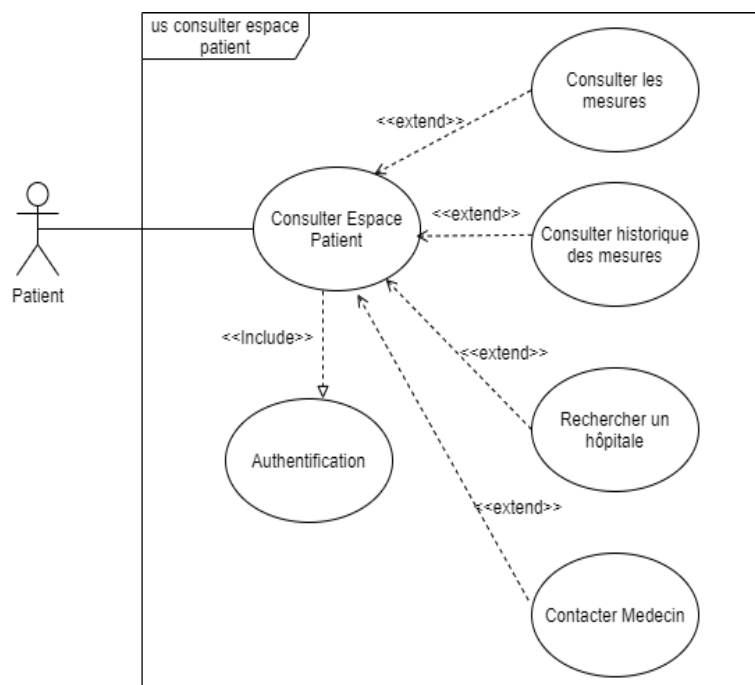 us consulter espace
patient
Consulter les
mesures
<<extend>>
Consulter Espace
Patient
<<extend>>
Consulter historique
des mesures
Patient
<<Include>>
<<extend>>
Rechercher un
hôpitale
Authentification
<<extend>>
Contacter Medecin